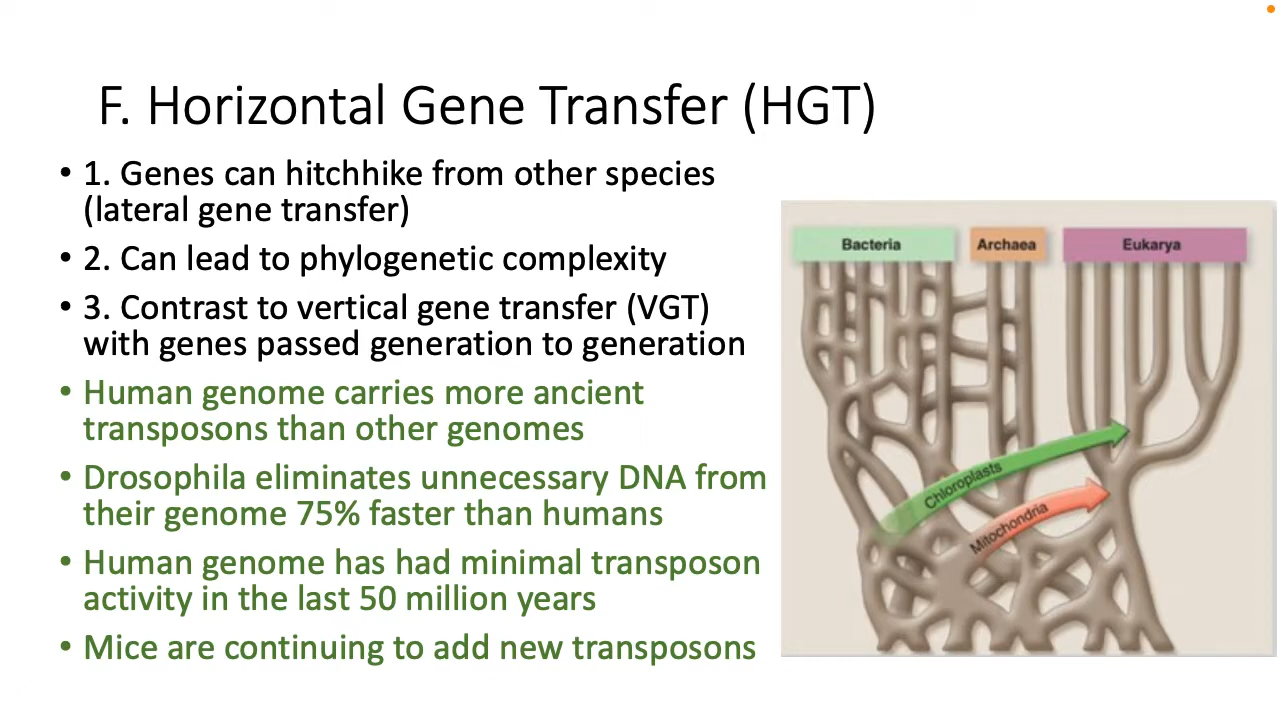 F. Horizontal Gene Transfer (HGT)
• 1. Genes can hitchhike from other species
(lateral gene transfer)
• 2. Can lead to phylogenetic complexity
• 3. Contrast to vertical gene transfer (VGT)
with genes passed generation to generation
• Human genome carries more ancient
transposons than other genomes
• Drosophila eliminates unnecessary DNA from
their genome 75% faster than humans
• Human genome has had minimal transposon
activity in the last 50 million years
• Mice are continuing to add new transposons
Bacteria
Archaea
Eukarya
Chloroplasts
Mitochondria